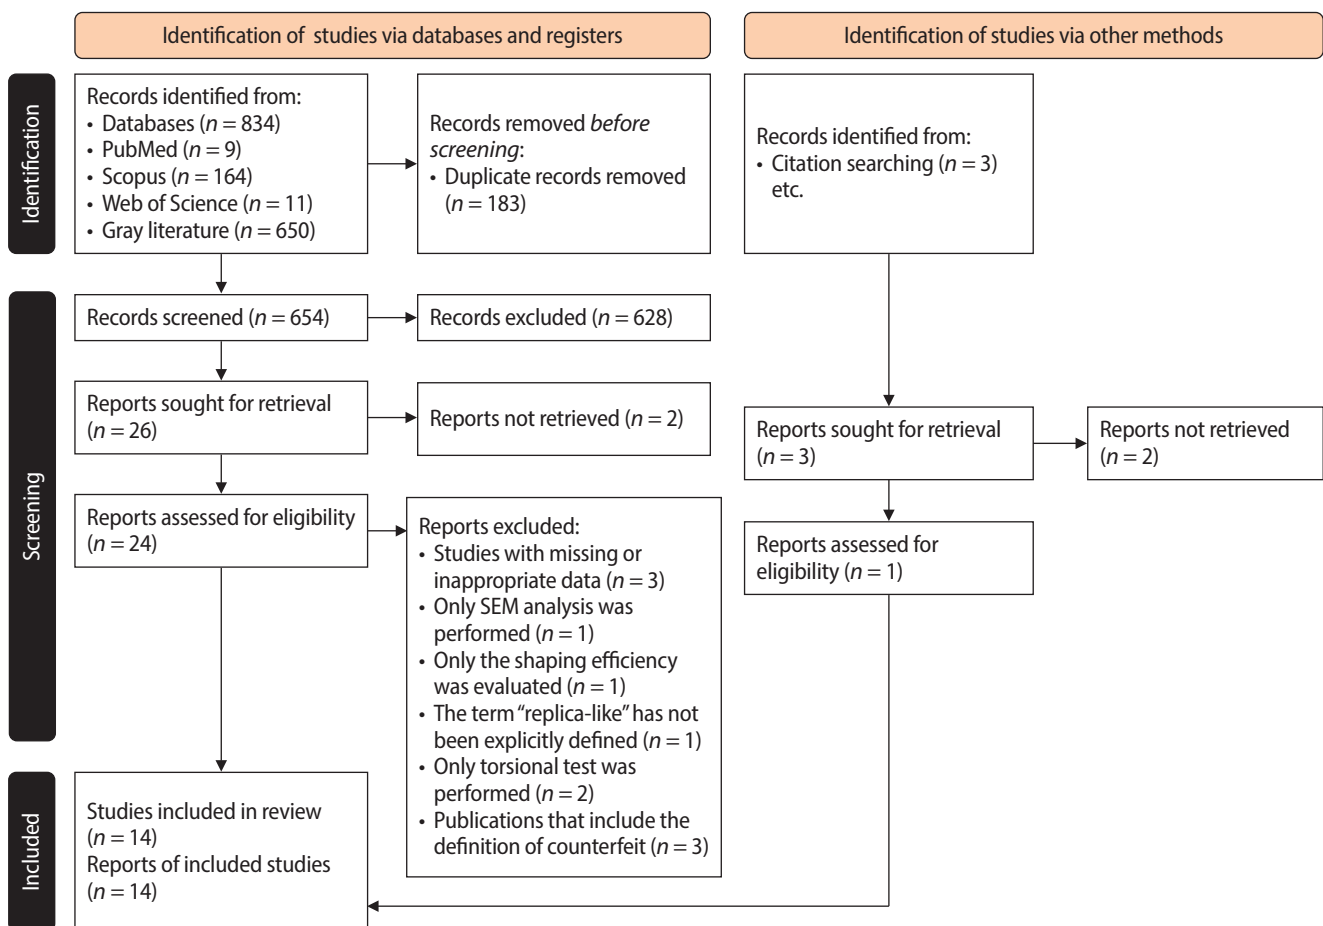 Identification of studies via databases and registers
Identification of studies via other methods
Identification
Records identified from:
• Databases (n = 834)
• PubMed (n = 9)
• Scopus (n = 164)
• Web of Science (n = 11)
• Gray literature (n = 650)
Records removed before
screening:
• Duplicate records removed
(n = 183)
Records identified from:
• Citation searching (n = 3)
etc.
Screening
Records screened (n = 654)
Records excluded (n = 628)
Reports sought for retrieval
(n = 26)
Reports not retrieved (n = 2)
Reports sought for retrieval
(n = 3)
Reports not retrieved
(n = 2)
Reports assessed for eligibility
(n = 24)
Reports excluded:
• Studies with missing or
inappropriate data (n = 3)
• Only SEM analysis was
performed (n = 1)
• Only the shaping efficiency
was evaluated (n = 1)
• The term “replica-like” has not
been explicitly defined (n = 1)
• Only torsional test was
performed (n = 2)
• Publications that include the
definition of counterfeit (n = 3)
Reports assessed for
eligibility (n = 1)
Included
Studies included in review
(n = 14)
Reports of included studies
(n = 14)